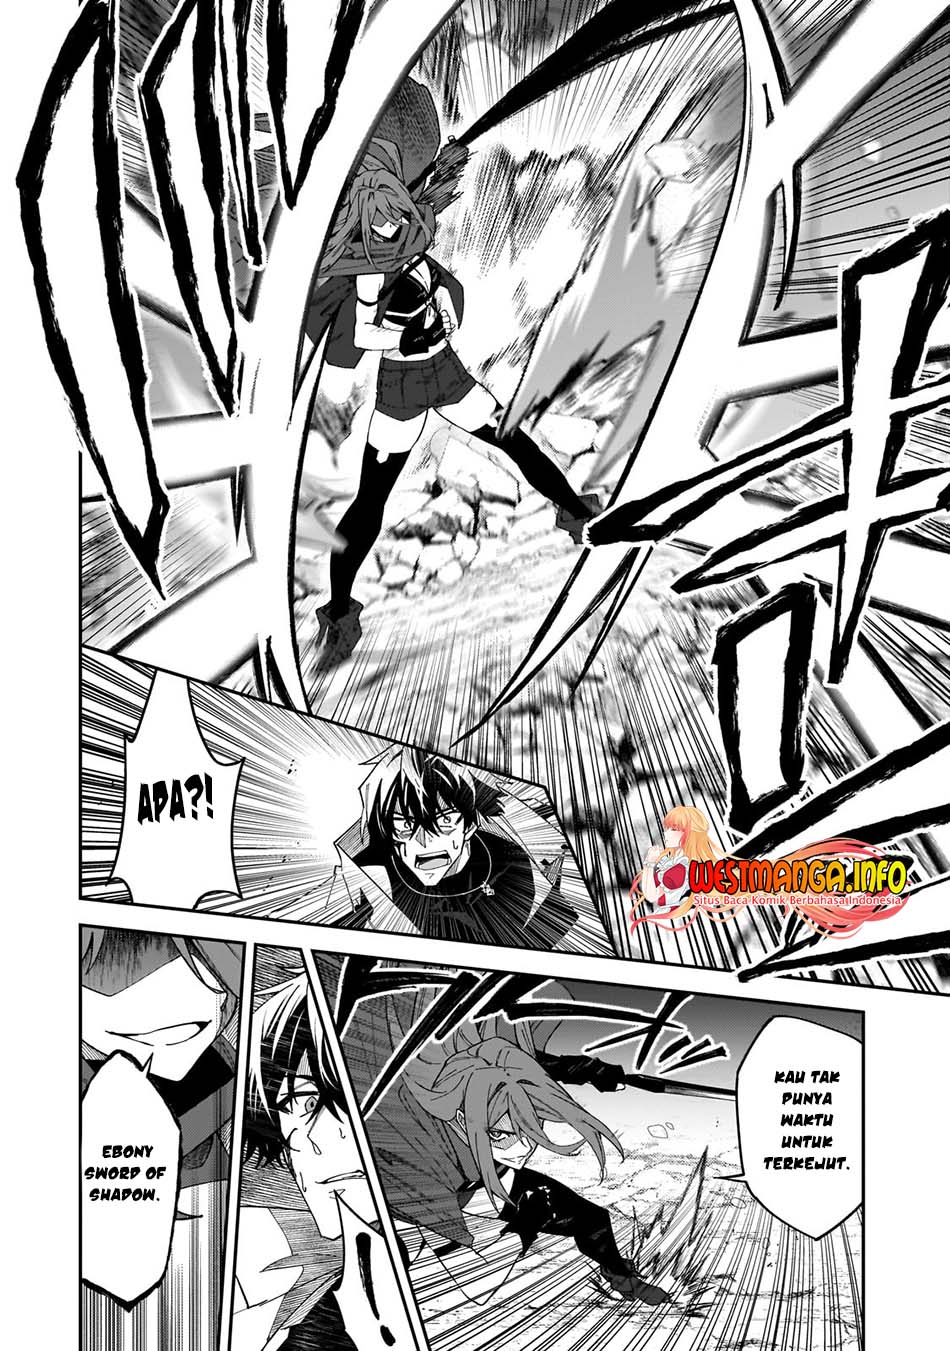 APA?!
WESTMANGA.INFO
Situs Baca Komik Berbahasa Indonesia
KAU TAK
PUNYA
WAKTU
UNTUK
TERKEJUT.
!
EBONY
SWORD OF
SHADOW.